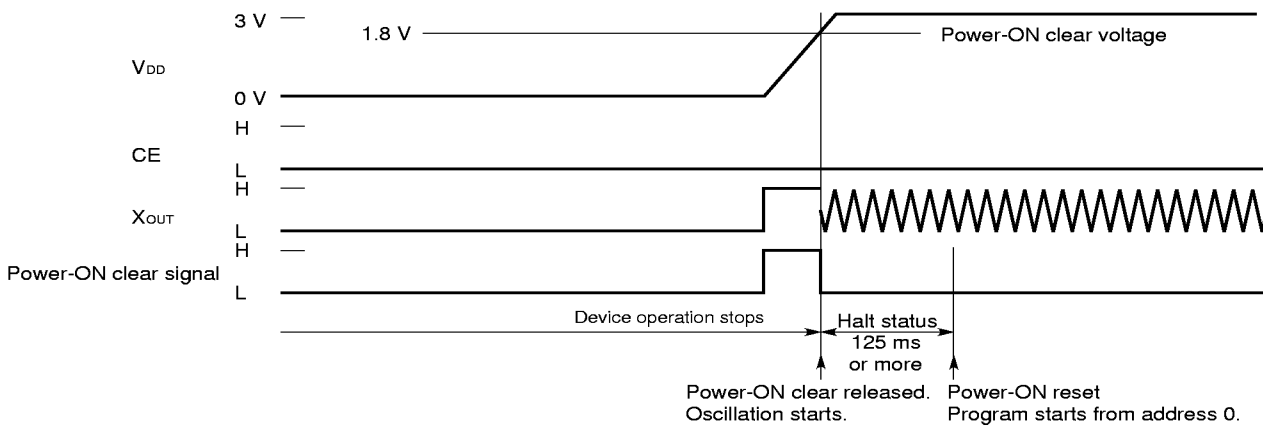 3 V
1.8 V
Power-ON clear voltage
VDD
0 V
H
CE
L
H
XOUT
L
H
Power-ON clear signal
L
Device operation stops
Halt status
125 ms
or more
Power-ON clear released.
Oscillation starts.
Power-ON reset
Program starts from address 0.